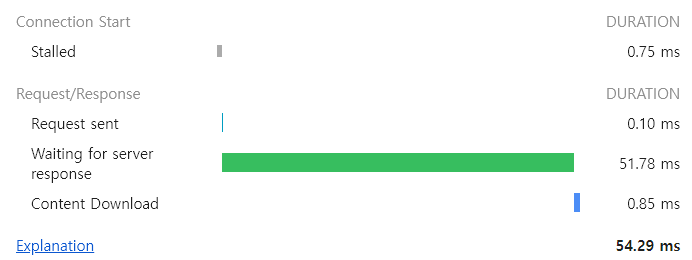 Connection Start DURATION
Stalled 0.75 ms
Request/Response DURATION
Request sent 0.10 ms
Waiting for server
response 51.78 ms
Content Download 0.85 ms
Explanation 54.29 ms